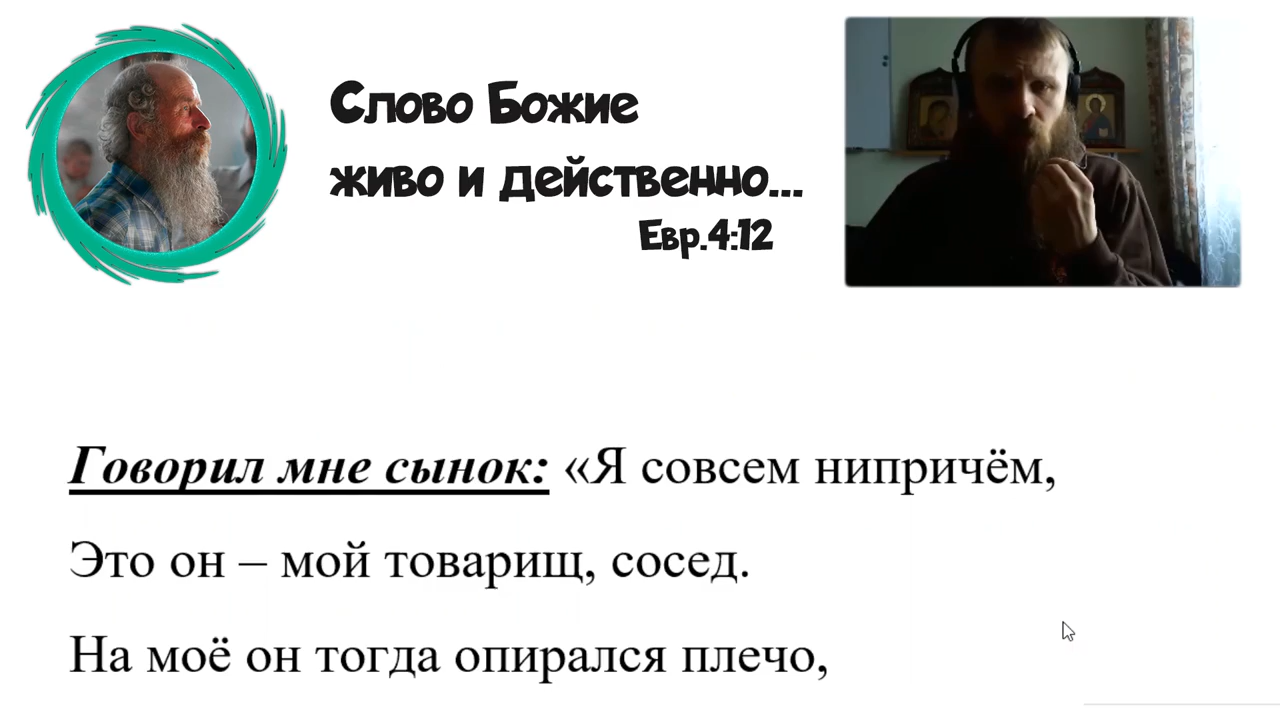 Слово Божие
живо и действенно...
Евр.4:12
Говорил мне сынок: «Я совсем нипричём,
Это он – мой товарищ, сосед.
На моё он тогда опирался плечо,